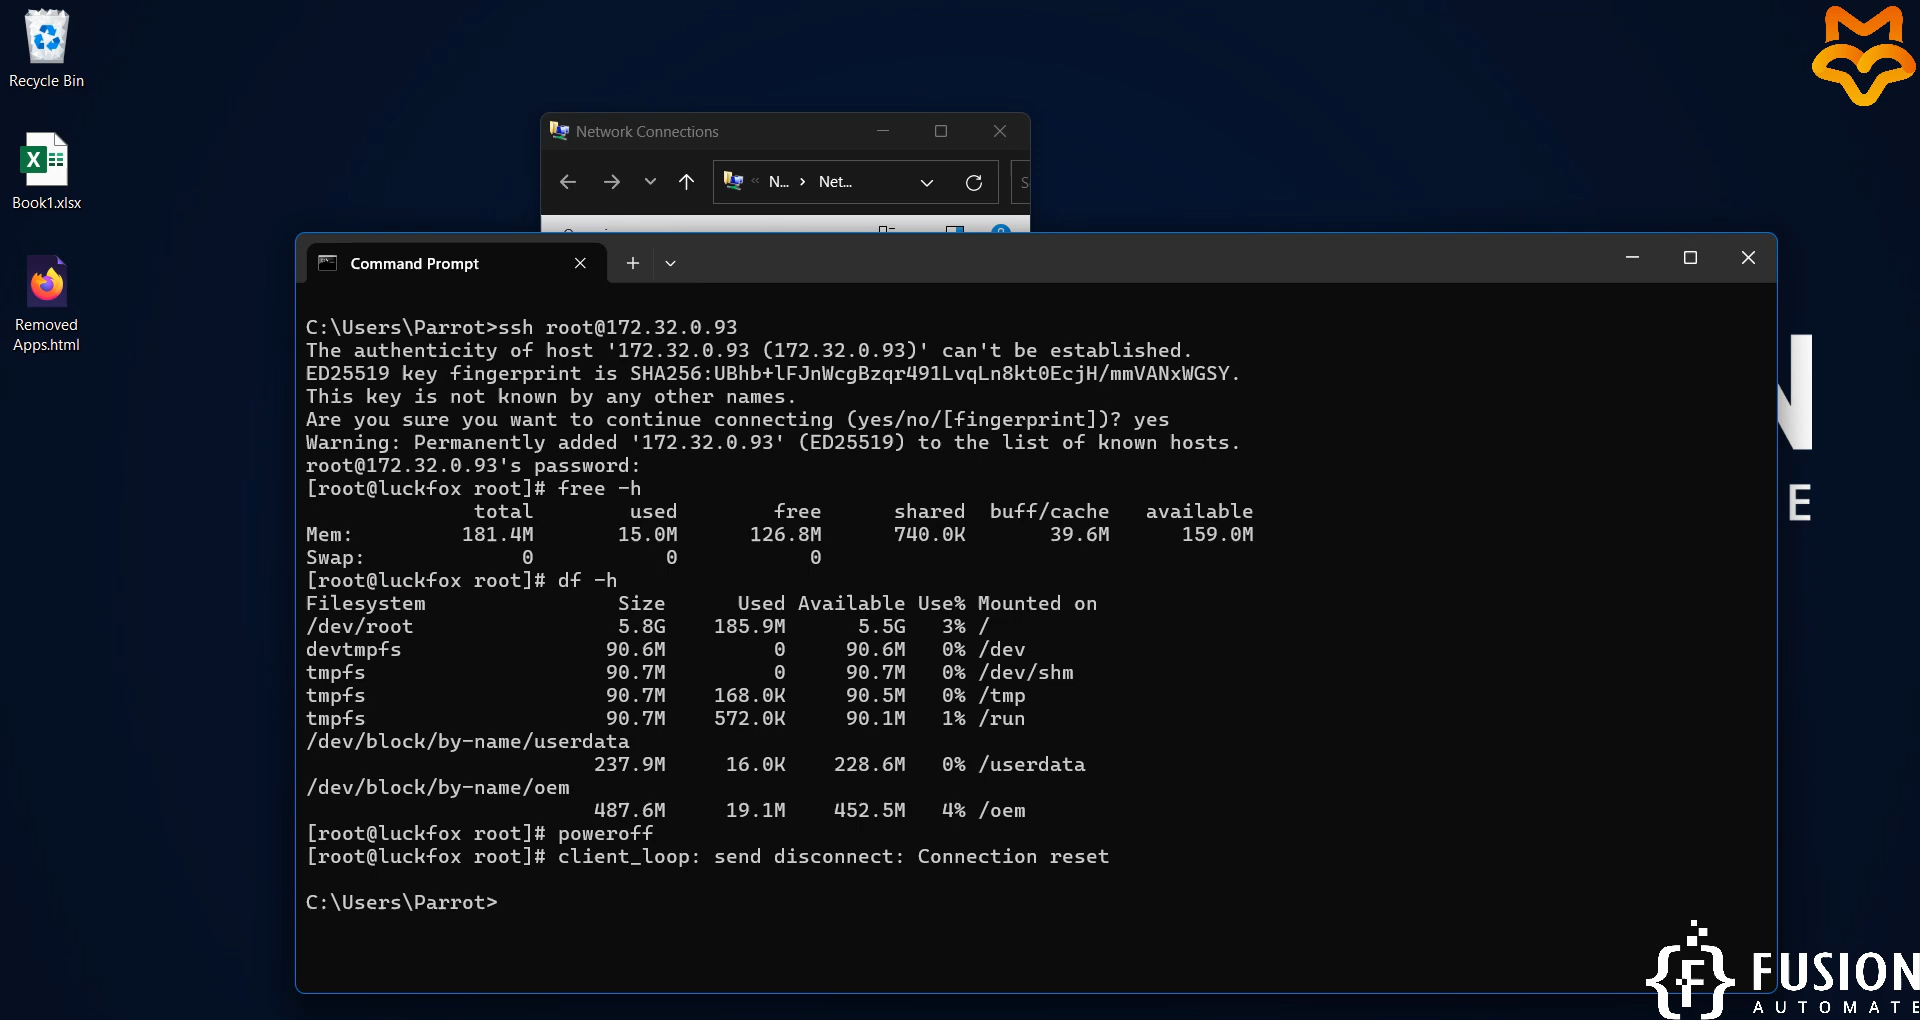 Recycle Bin
Book1.xlsx
Removed
Apps.html
Network Connections
N... Net...
Command Prompt
C:\Users\Parrot>ssh root@172.32.0.93
The authenticity of host '172.32.0.93 (172.32.0.93)' can't be established.
ED25519 key fingerprint is SHA256:UBhb+lFJnWcgBzqr491LvqLn8kt0EcjH/mmVANxWGSY.
This key is not known by any other names.
Are you sure you want to continue connecting (yes/no/[fingerprint])? yes
Warning: Permanently added '172.32.0.93' (ED25519) to the list of known hosts.
root@172.32.0.93's password:
[root@luckfox root]# free -h
total used free shared buff/cache available
Mem: 181.4M 15.0M 126.8M 740.0K 39.6M 159.0M
Swap: 0 0 0
[root@luckfox root]# df -h
Filesystem Size Used Available Use% Mounted on
/dev/root 5.8G 185.9M 5.5G 3% /
devtmpfs 90.6M 0 90.6M 0% /dev
tmpfs 90.7M 0 90.7M 0% /dev/shm
tmpfs 90.7M 168.0K 90.5M 0% /tmp
tmpfs 90.7M 572.0K 90.1M 1% /run
/dev/block/by-name/userdata
237.9M 16.0K 228.6M 0% /userdata
/dev/block/by-name/oem
487.6M 19.1M 452.5M 4% /oem
[root@luckfox root]# poweroff
[root@luckfox root]# client_loop: send disconnect: Connection reset
C:\Users\Parrot>
N
E
FUSION
AUTOMATE